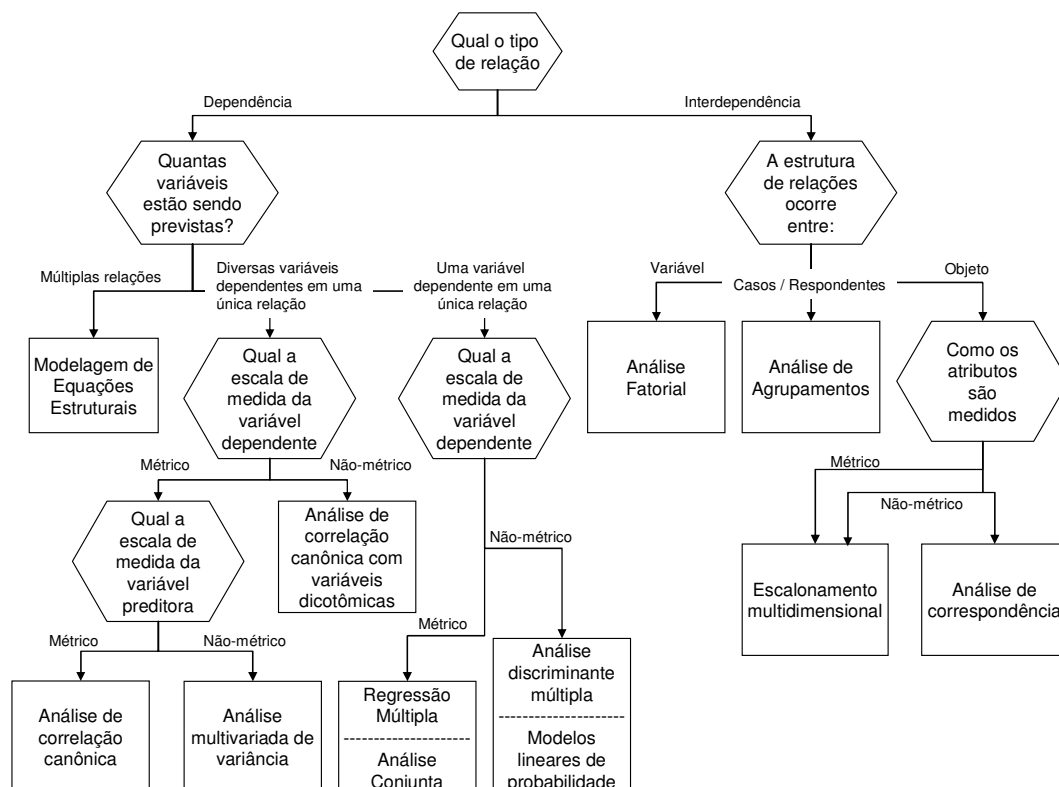 Qual o tipo
de relação
Dependência
Interdependência
Quantas
variáveis
estão sendo
previstas?
A estrutura
de relações
ocorre
entre:
Múltiplas relações
Diversas variáveis
dependentes em uma
única relação
Uma variável
dependente em uma
única relação
Variável
Casos / Respondentes
Objeto
Modelagem de
Equações
Estruturais
Qual a
escala de
medida da
variável
dependente
Qual a
escala de
medida da
variável
dependente
Análise
Fatorial
Análise de
Agrupamentos
Como os
atributos
são
medidos
Métrico
Não-métrico
Métrico
Não-métrico
Qual a
escala de
medida da
variável
preditora
Análise de
correlação
canônica com
variáveis
dicotômicas
Não-métrico
Métrico
Escalonamento
multidimensional
Análise de
correspondência
Métrico
Não-métrico
Análise de
correlação
canônica
Análise
multivariada de
variância
Regressão
Múltipla
Análise
Conjunta
Análise
discriminante
múltipla
Modelos
lineares de
probabilidade